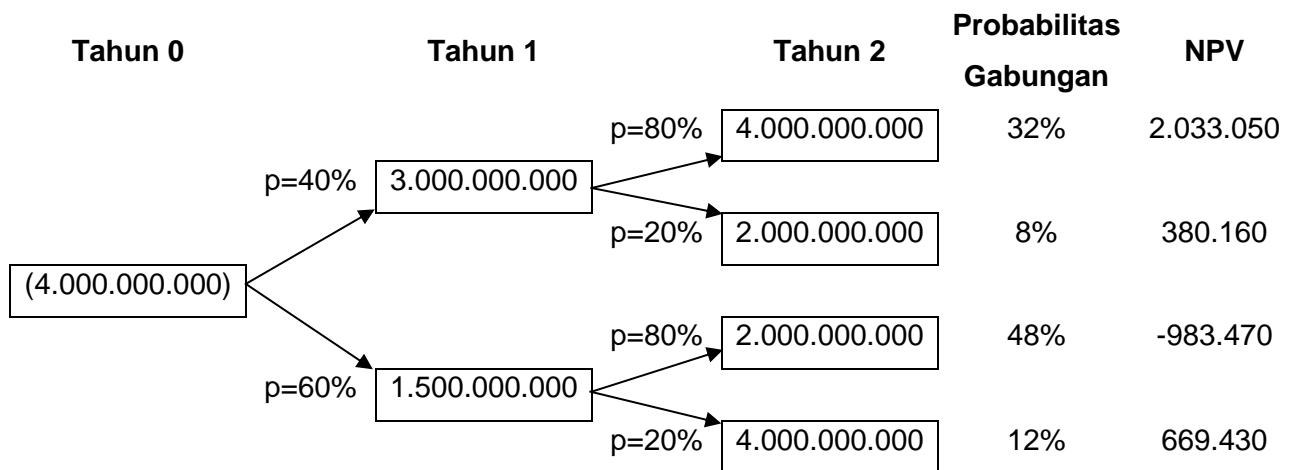 Tahun 0 Tahun 1 Tahun 2 Probabilitas Gabungan NPV
p=80% 4.000.000.000 32% 2.033.050
p=40% 3.000.000.000
p=20% 2.000.000.000 8% 380.160
(4.000.000.000)
p=80% 2.000.000.000 48% -983.470
p=60% 1.500.000.000
p=20% 4.000.000.000 12% 669.430